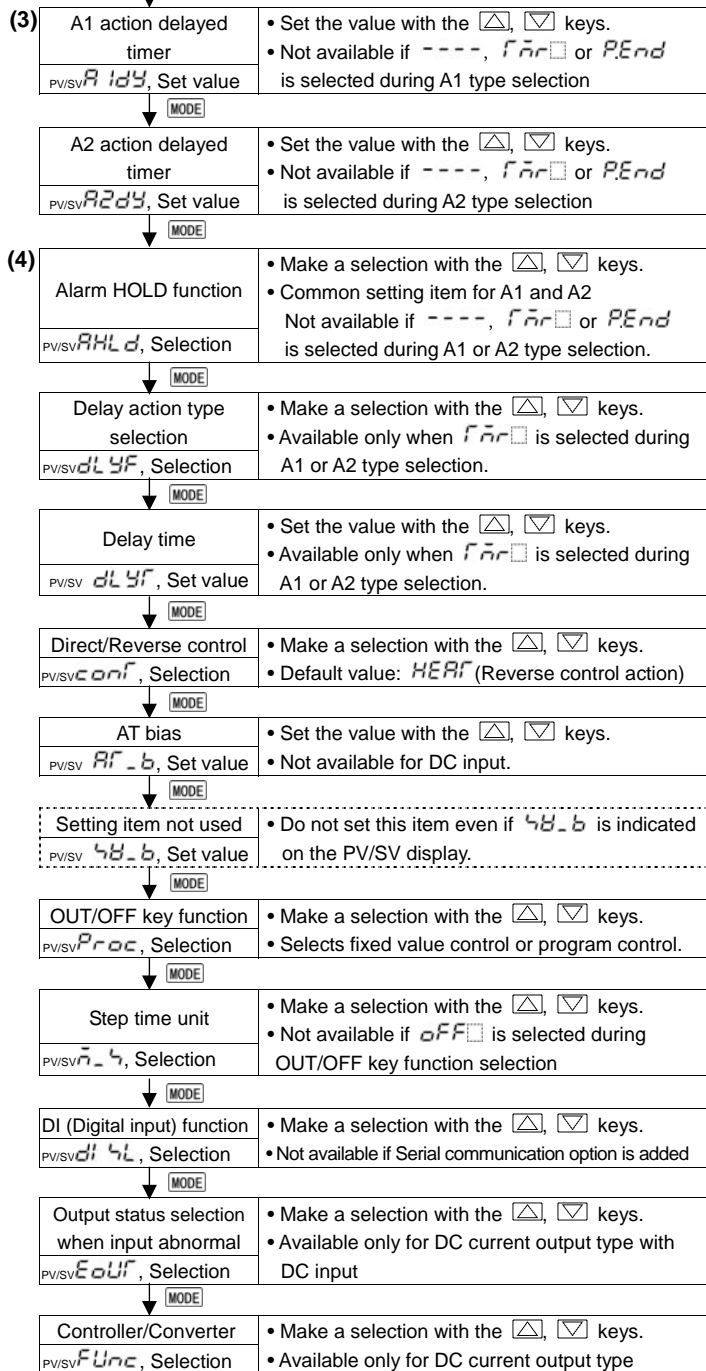 (3) A1 action delayed • Set the value with the △, ▽ keys.
timer • Not available if ----, Tmr□ or P.End
PV/SV A1dY, Set value is selected during A1 type selection
MODE
A2 action delayed • Set the value with the △, ▽ keys.
timer • Not available if ----, Tmr□ or P.End
PV/SV A2dY, Set value is selected during A2 type selection
MODE
(4) • Make a selection with the △, ▽ keys.
Alarm HOLD function • Common setting item for A1 and A2
Not available if ----, Tmr□ or P.End
PV/SV AHLd, Selection is selected during A1 or A2 type selection.
MODE
Delay action type • Make a selection with the △, ▽ keys.
selection • Available only when Tmr□ is selected during
PV/SV dLYF, Selection A1 or A2 type selection.
MODE
Delay time • Set the value with the △, ▽ keys.
• Available only when Tmr□ is selected during
PV/SV dLYT, Set value A1 or A2 type selection.
MODE
Direct/Reverse control • Make a selection with the △, ▽ keys.
PV/SV conT, Selection • Default value: HEAT (Reverse control action)
MODE
AT bias • Set the value with the △, ▽ keys.
PV/SV AT_b, Set value • Not available for DC input.
MODE
Setting item not used • Do not set this item even if SV_b is indicated
PV/SV SV_b, Set value on the PV/SV display.
MODE
OUT/OFF key function • Make a selection with the △, ▽ keys.
PV/SV Proc, Selection • Selects fixed value control or program control.
MODE
Step time unit • Make a selection with the △, ▽ keys.
• Not available if oFF□ is selected during
PV/SV m_S, Selection OUT/OFF key function selection
MODE
DI (Digital input) function • Make a selection with the △, ▽ keys.
PV/SV dISL, Selection • Not available if Serial communication option is added
MODE
Output status selection • Make a selection with the △, ▽ keys.
when input abnormal • Available only for DC current output type with
PV/SV EoUT, Selection DC input
MODE
Controller/Converter • Make a selection with the △, ▽ keys.
PV/SV FUnc, Selection • Available only for DC current output type